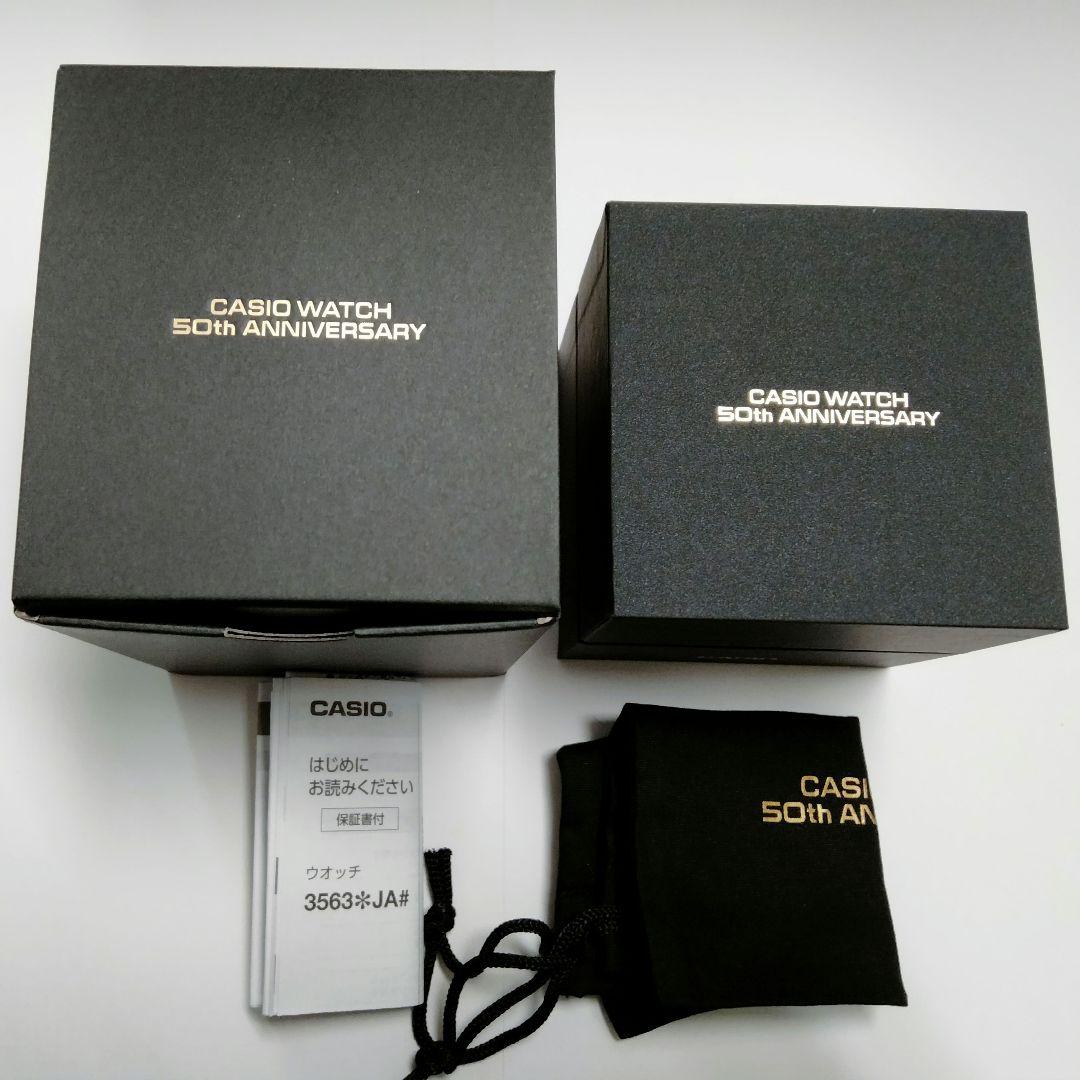 CASIO WATCH
50th ANNIVERSARY
CASIO WATCH
50th ANNIVERSARY
CASIO®
はじめに
お読みください
保証書付
ウオッチ
3563✻JA#
CASI
50th AN